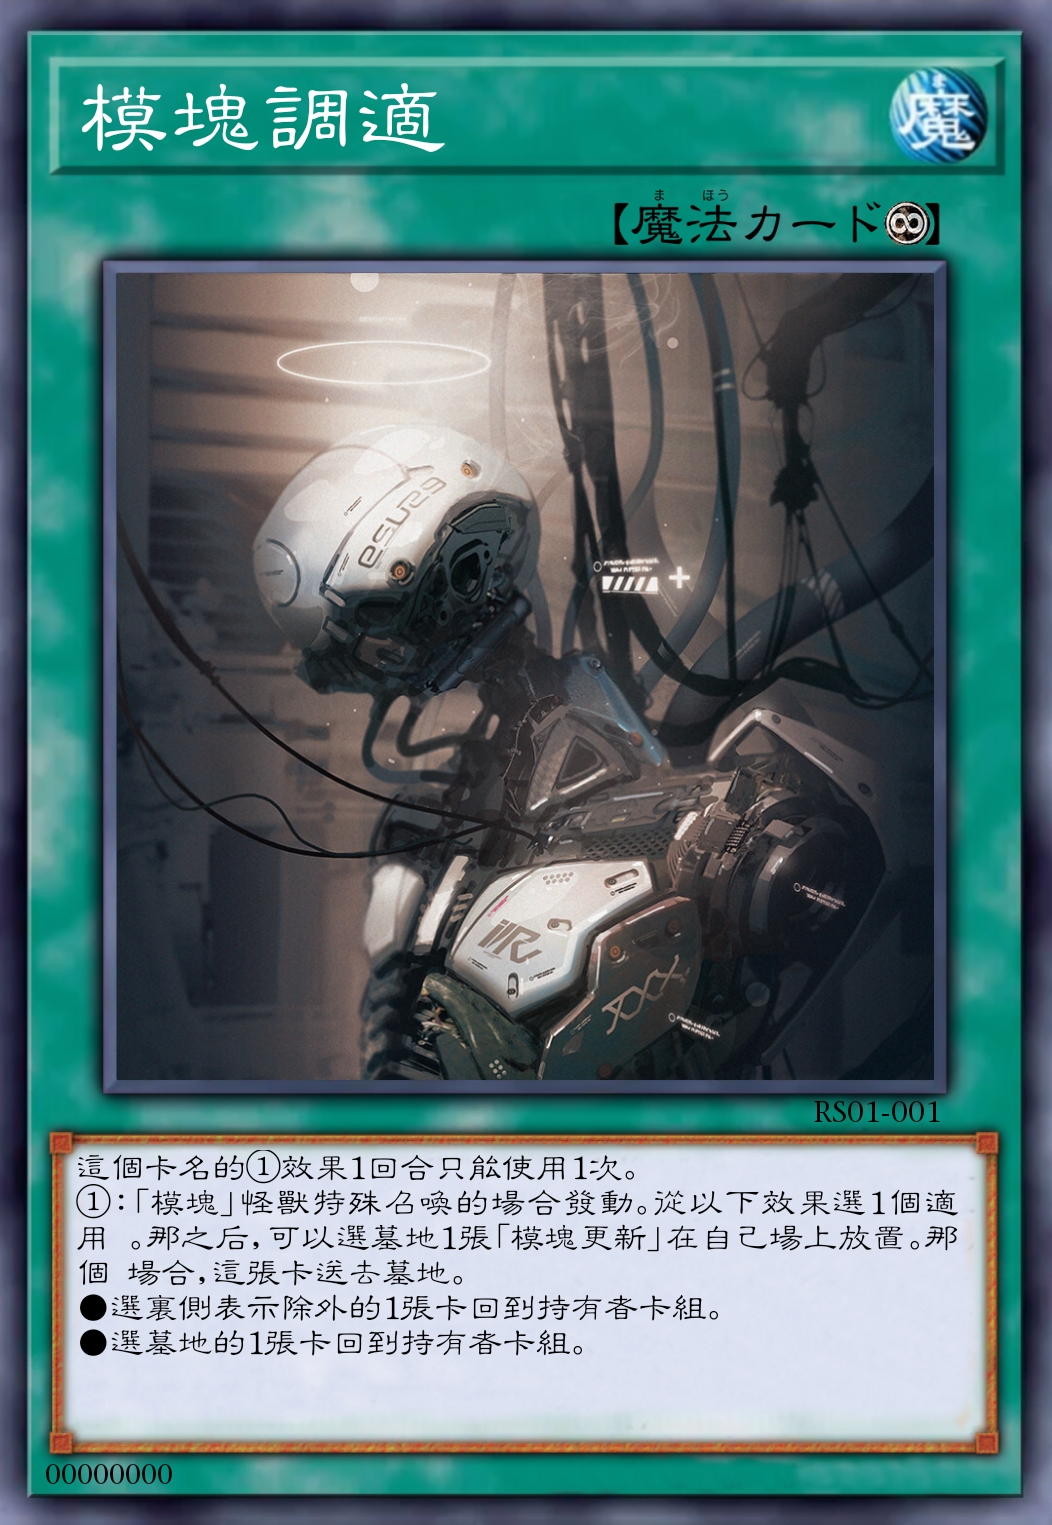 模塊調適
魔
ま ほう
【魔法カード】
esung
iiR
RS01-001
這個卡名的①效果1回合只能使用1次。
①：「模塊」怪獸特殊召喚的場合發動。從以下效果選1個適
用 。那之后，可以選墓地1張「模塊更新」在自己場上放置。那
個 場合，這張卡送去墓地。
●選裏側表示除外的1張卡回到持有者卡組。
●選墓地的1張卡回到持有者卡組。
00000000